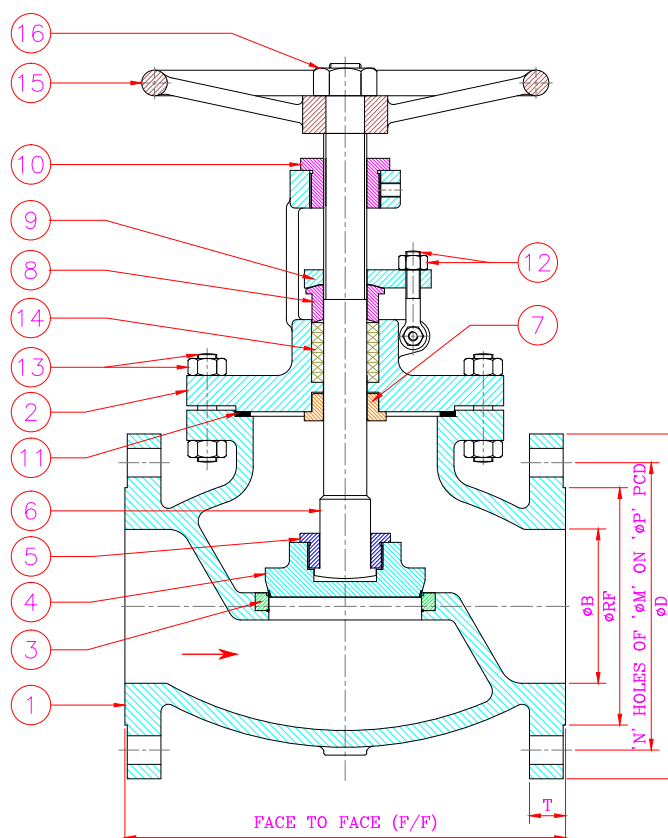 16
15
10
9
8
12
14
7
13
2
11
6
5
4
3
1
øB
øRF
'N' HOLES OF 'øM' ON 'øP' PCD
øD
T
FACE TO FACE (F/F)